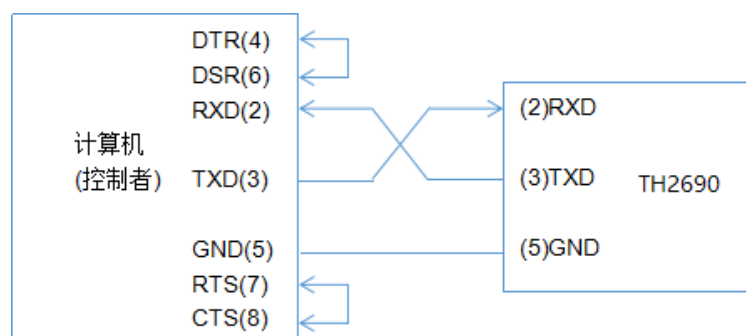 DTR(4)
DSR(6)
RXD(2)
计算机
(控制者)
TXD(3)
GND(5)
RTS(7)
CTS(8)
(2)RXD
(3)TXD
TH2690
(5)GND